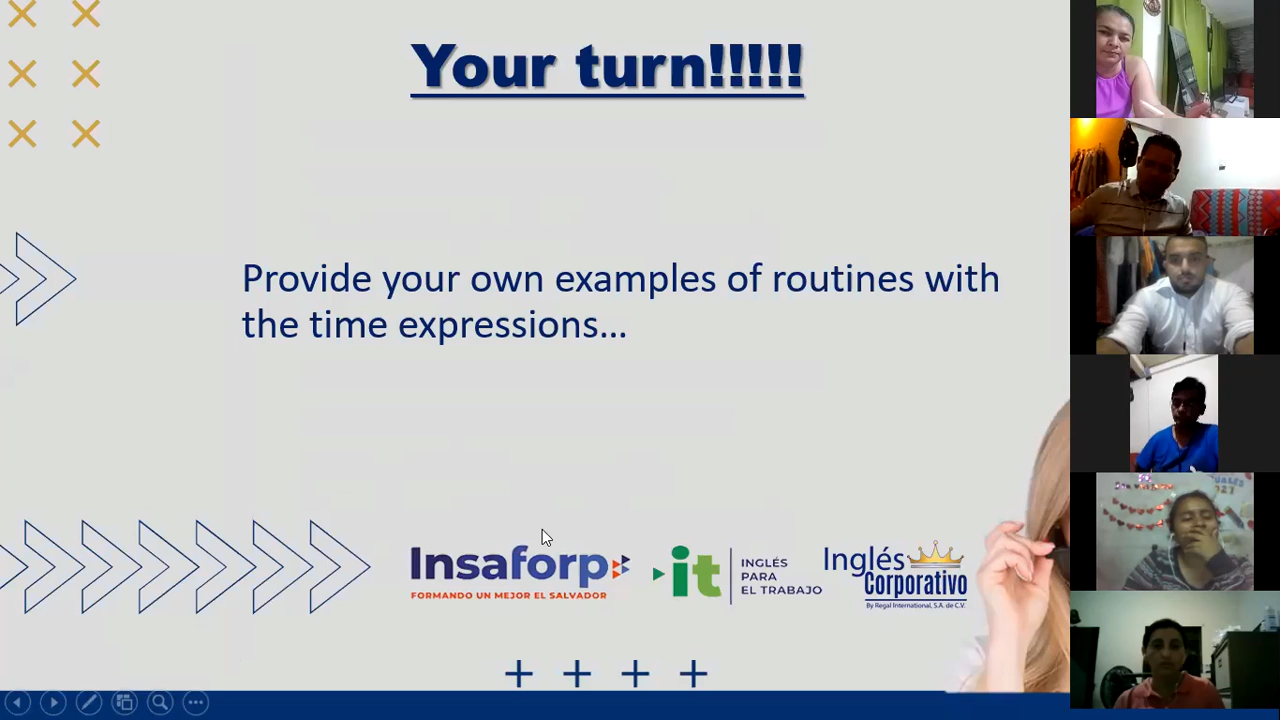 Your turn!!!!!
Provide your own examples of routines with
the time expressions...
Insaforp
FORMANDO UN MEJOR EL SALVADOR
it
INGLÉS
PARA
EL TRABAJO
Inglés
Corporativo
By Regal International, S.A. de C.V.